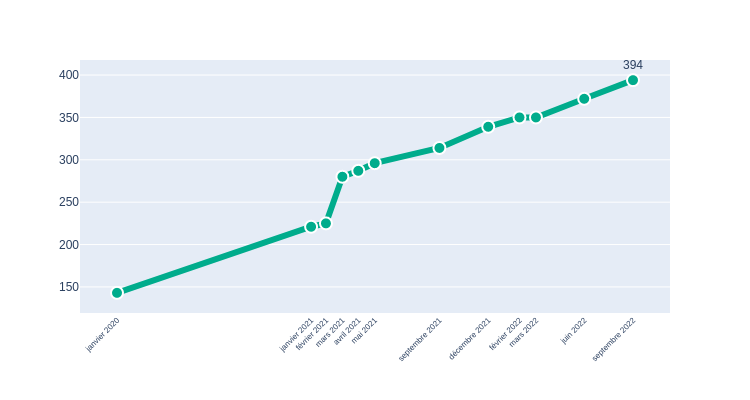 394
400
350
300
250
200
150
janvier 2020
janvier 2021
février 2021
mars 2021
avril 2021
mai 2021
septembre 2021
décembre 2021
février 2022
mars 2022
juin 2022
septembre 2022